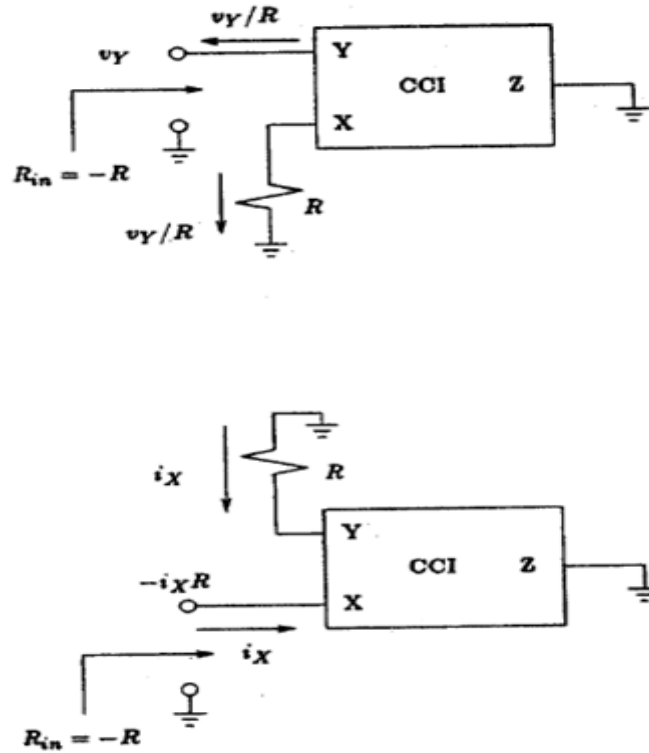 v_Y/R
v_Y Y
CCI Z
X
R_in = −R
R
v_Y/R
i_X R
Y
CCI Z
−i_X R X
i_X
R_in = −R